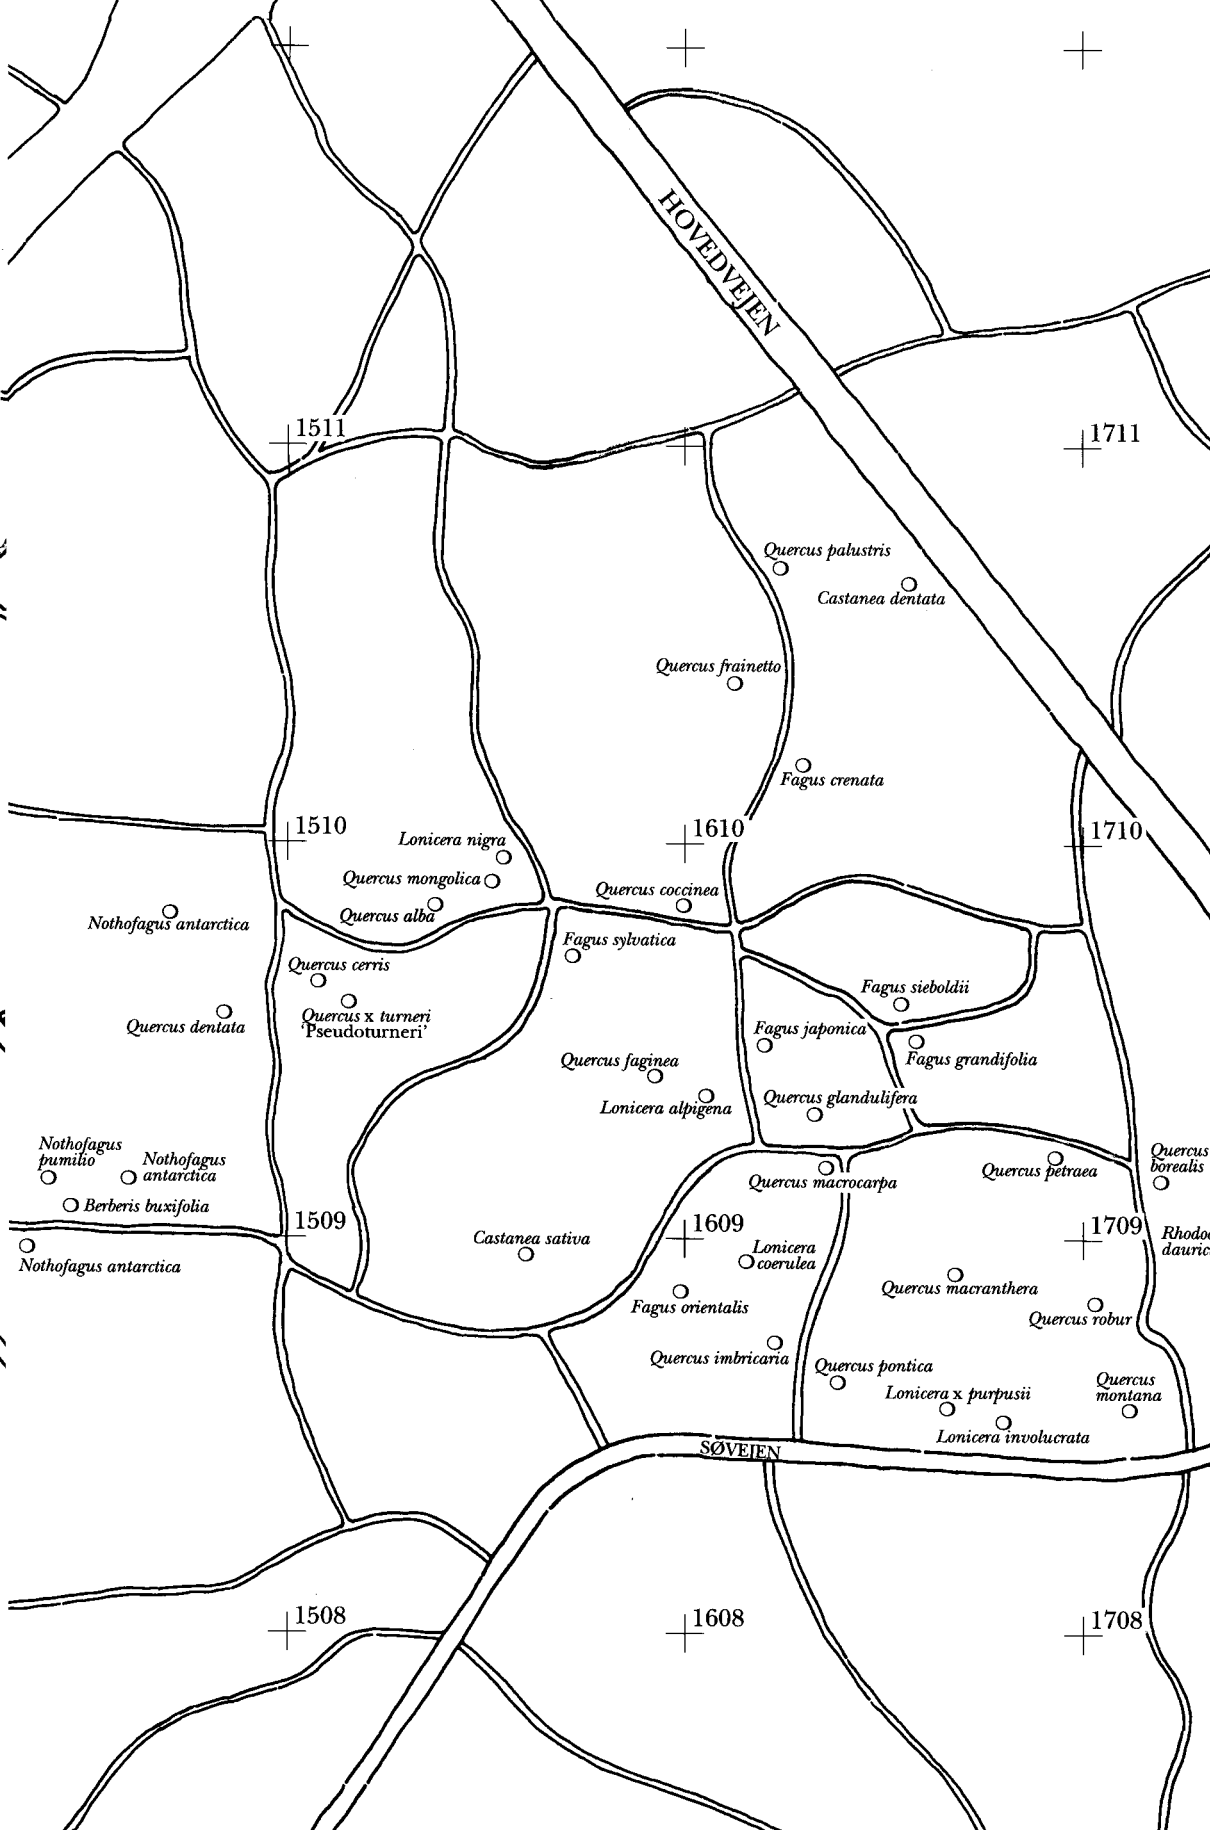 HOVEDVEJEN
1511
1711
Quercus palustris
Castanea dentata
Quercus frainetto
Fagus crenata
1510
1610
1710
Lonicera nigra
Quercus mongolica
Quercus coccinea
Quercus alba
Nothofagus antarctica
Fagus sylvatica
Quercus cerris
Fagus sieboldii
Quercus x turneri
'Pseudoturneri'
Quercus dentata
Fagus japonica
Fagus grandifolia
Quercus faginea
Quercus glandulifera
Lonicera alpigena
Nothofagus
pumilio
Nothofagus
antarctica
Quercus
borealis
Quercus petraea
Quercus macrocarpa
Berberis buxifolia
1509
1609
1709
Rhodo
dauric
Castanea sativa
Lonicera
coerulea
Nothofagus antarctica
Quercus macranthera
Fagus orientalis
Quercus robur
Quercus imbricaria
Quercus pontica
Quercus
montana
Lonicera x purpusii
Lonicera involucrata
SØVEJEN
1508
1608
1708